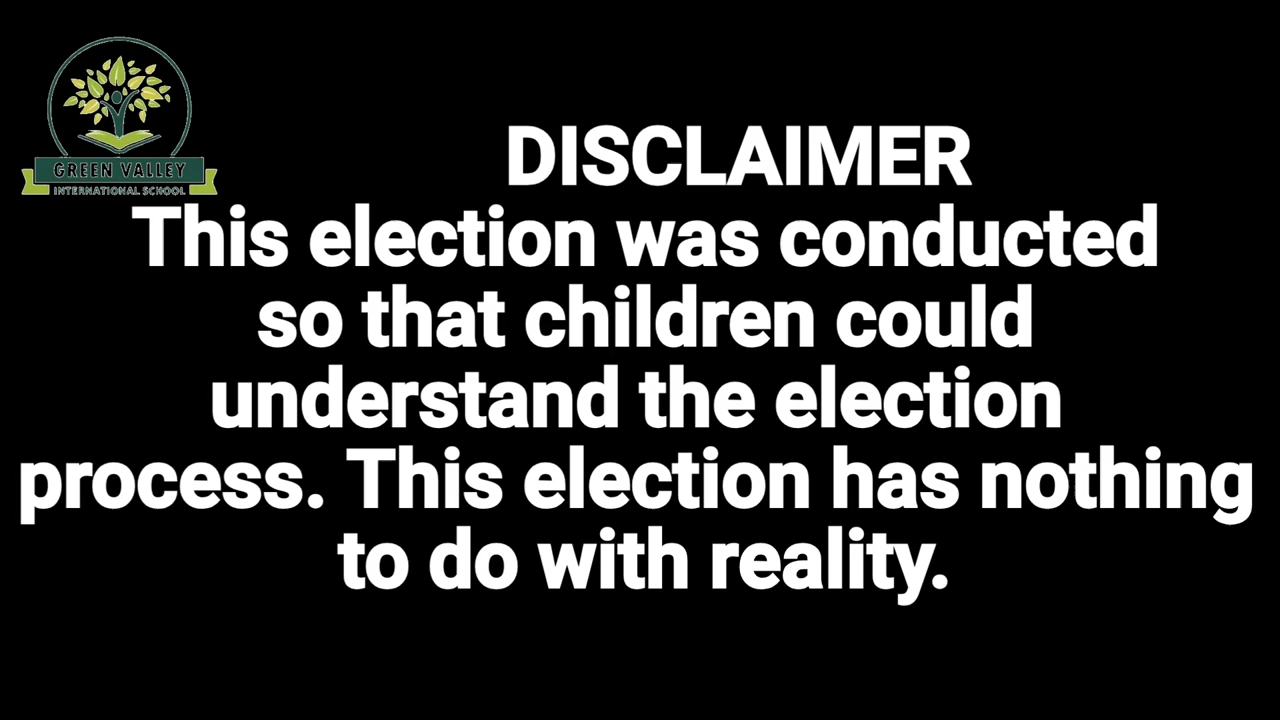 GREEN VALLEY
INTERNATIONAL SCHOOL
DISCLAIMER
This election was conducted
so that children could
understand the election
process. This election has nothing
to do with reality.